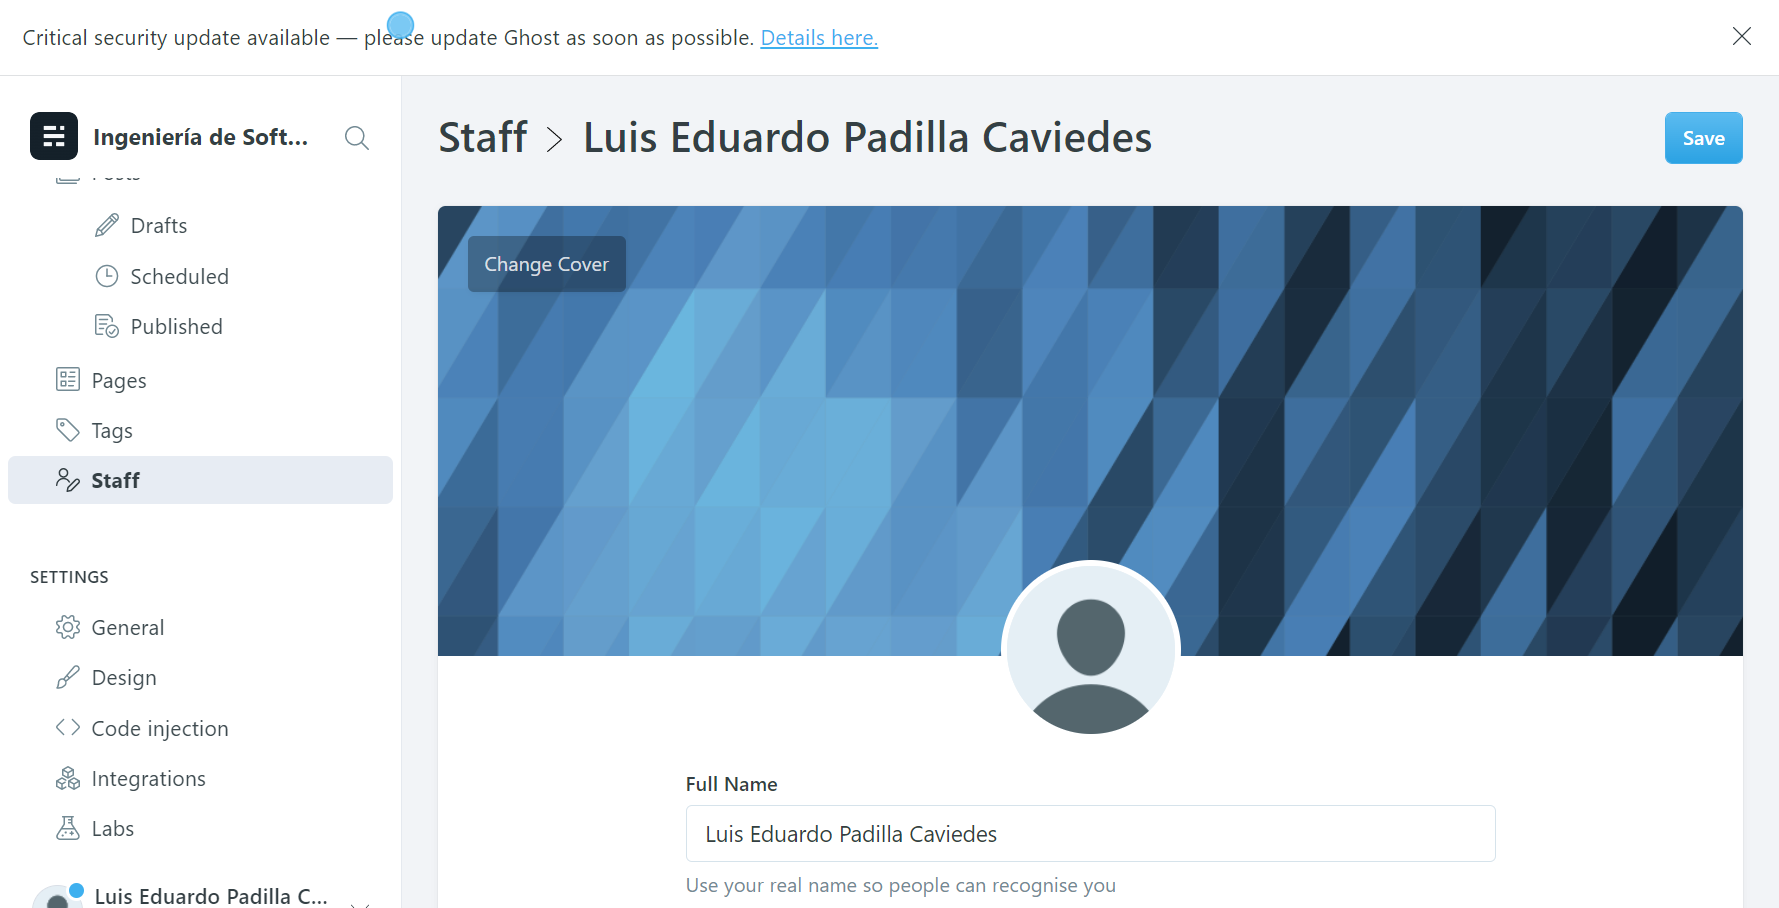 Critical security update available — please update Ghost as soon as possible. Details here.
Ingeniería de Soft...
Posts
Drafts
Scheduled
Published
Pages
Tags
Staff
SETTINGS
General
Design
Code injection
Integrations
Labs
Luis Eduardo Padilla C...
Staff > Luis Eduardo Padilla Caviedes
Save
Change Cover
Full Name
Luis Eduardo Padilla Caviedes
Use your real name so people can recognise you